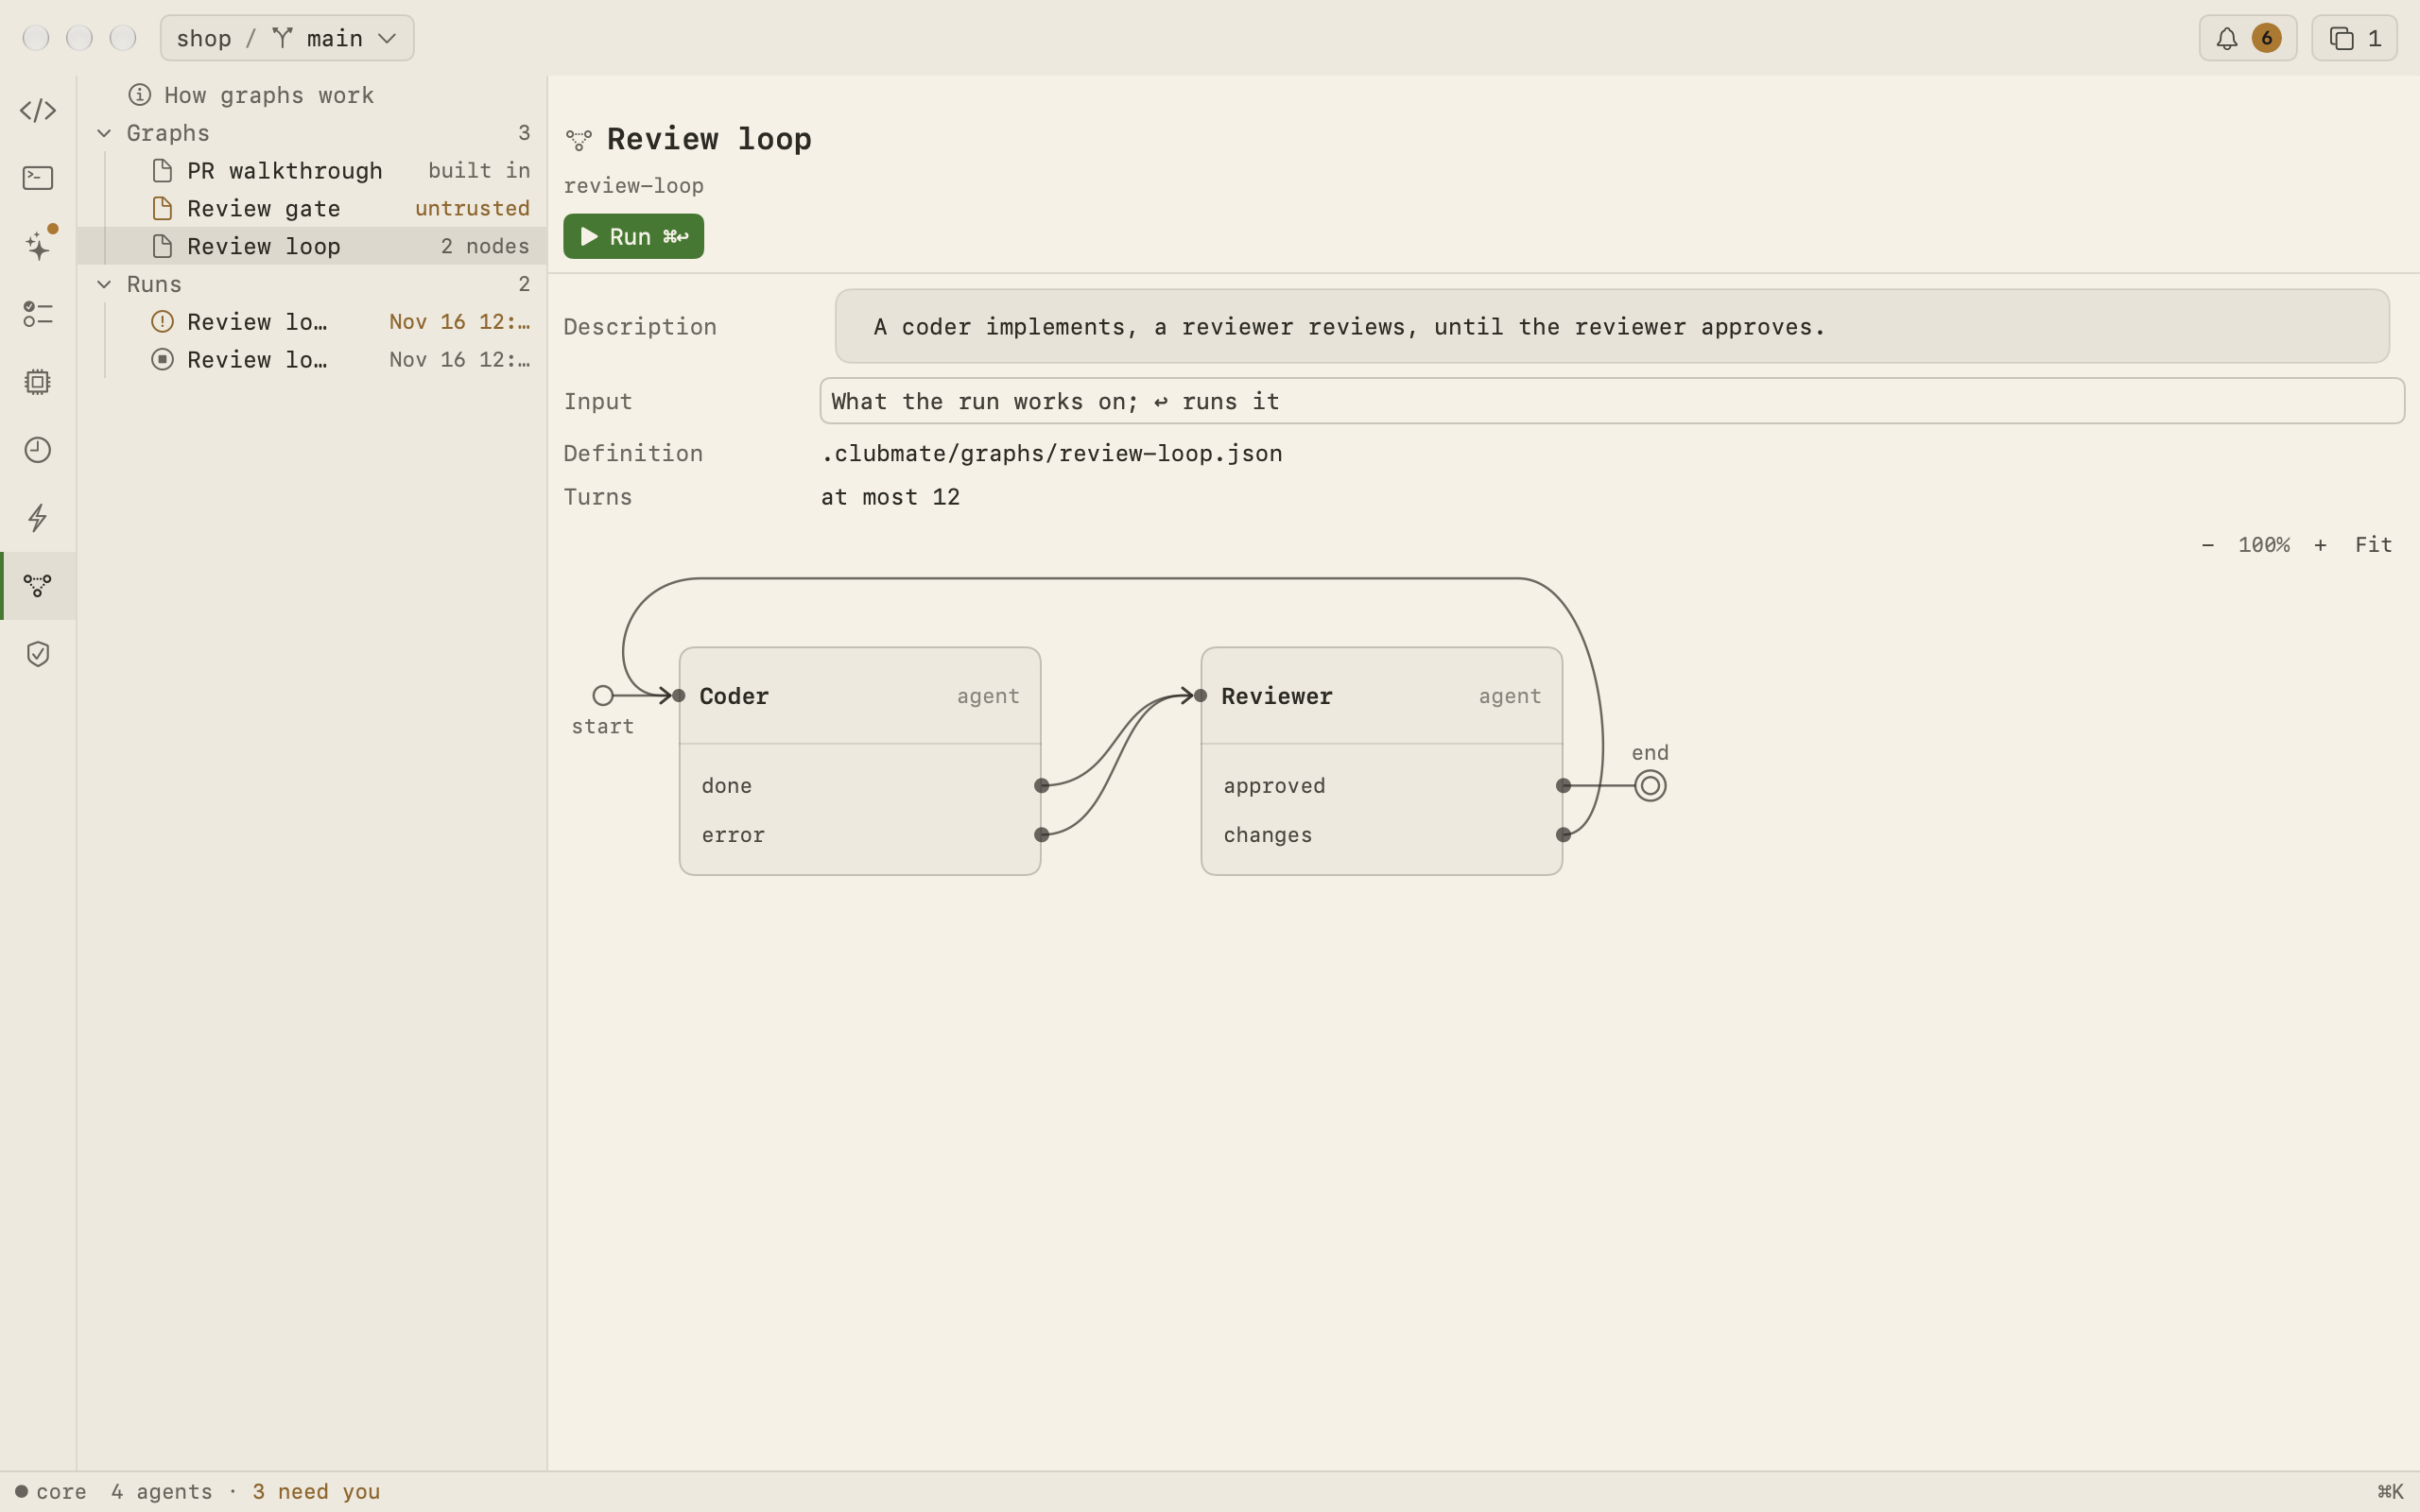 shop / main
6
1
How graphs work
Graphs 3
PR walkthrough built in
Review gate untrusted
Review loop 2 nodes
Runs 2
Review lo… Nov 16 12:…
Review lo… Nov 16 12:…
Review loop
review-loop
Run ⌘↩
Description A coder implements, a reviewer reviews, until the reviewer approves.
Input What the run works on; ↩ runs it
Definition .clubmate/graphs/review-loop.json
Turns at most 12
− 100% + Fit
start
Coder agent
done
error
Reviewer agent
approved
changes
end
core 4 agents · 3 need you
⌘K